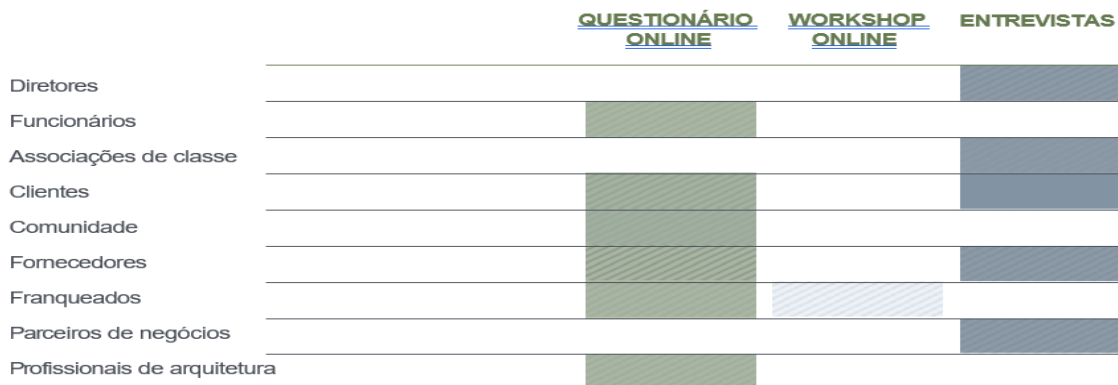 QUESTIONÁRIO ONLINE
WORKSHOP ONLINE
ENTREVISTAS
Diretores
Funcionários
Associações de classe
Clientes
Comunidade
Fornecedores
Franqueados
Parceiros de negócios
Profissionais de arquitetura